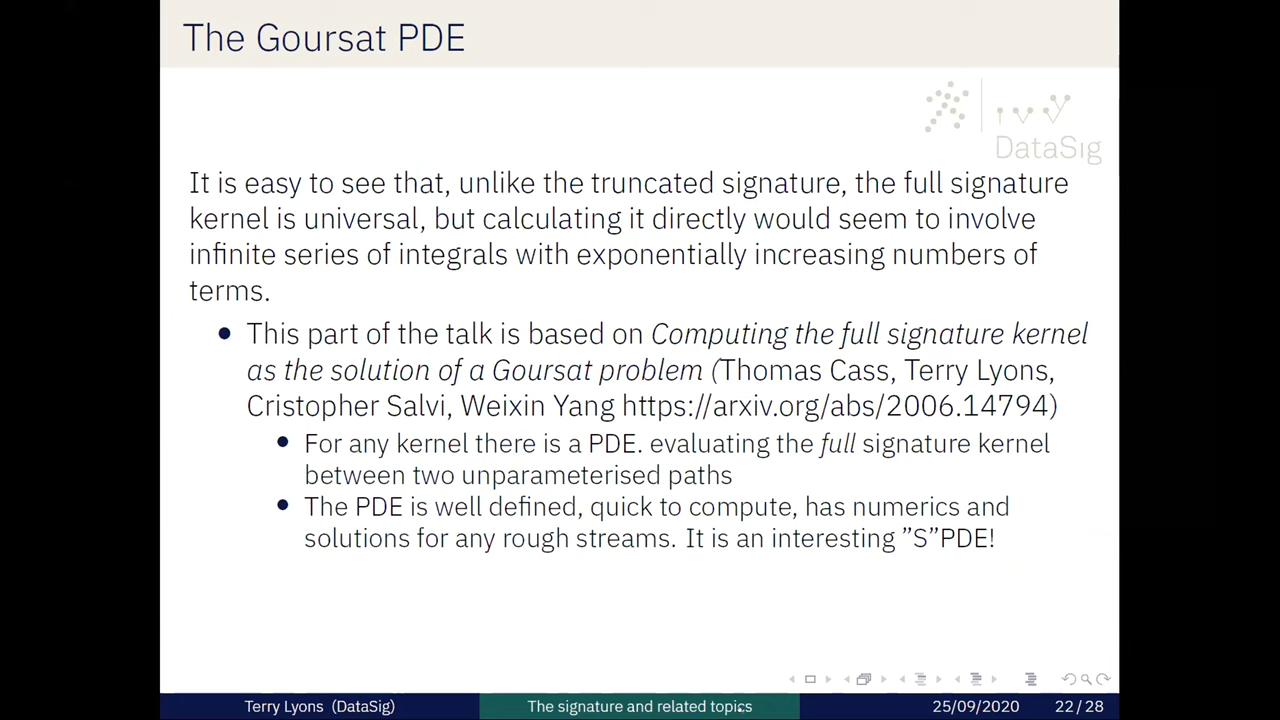 The Goursat PDE
DataSig
It is easy to see that, unlike the truncated signature, the full signature
kernel is universal, but calculating it directly would seem to involve
infinite series of integrals with exponentially increasing numbers of
terms.
This part of the talk is based on Computing the full signature kernel
as the solution of a Goursat problem (Thomas Cass, Terry Lyons,
Cristopher Salvi, Weixin Yang https://arxiv.org/abs/2006.14794)
For any kernel there is a PDE. evaluating the full signature kernel
between two unparameterised paths
The PDE is well defined, quick to compute, has numerics and
solutions for any rough streams. It is an interesting ”S”PDE!
Terry Lyons (DataSig) The signature and related topics 25/09/2020 22 / 28